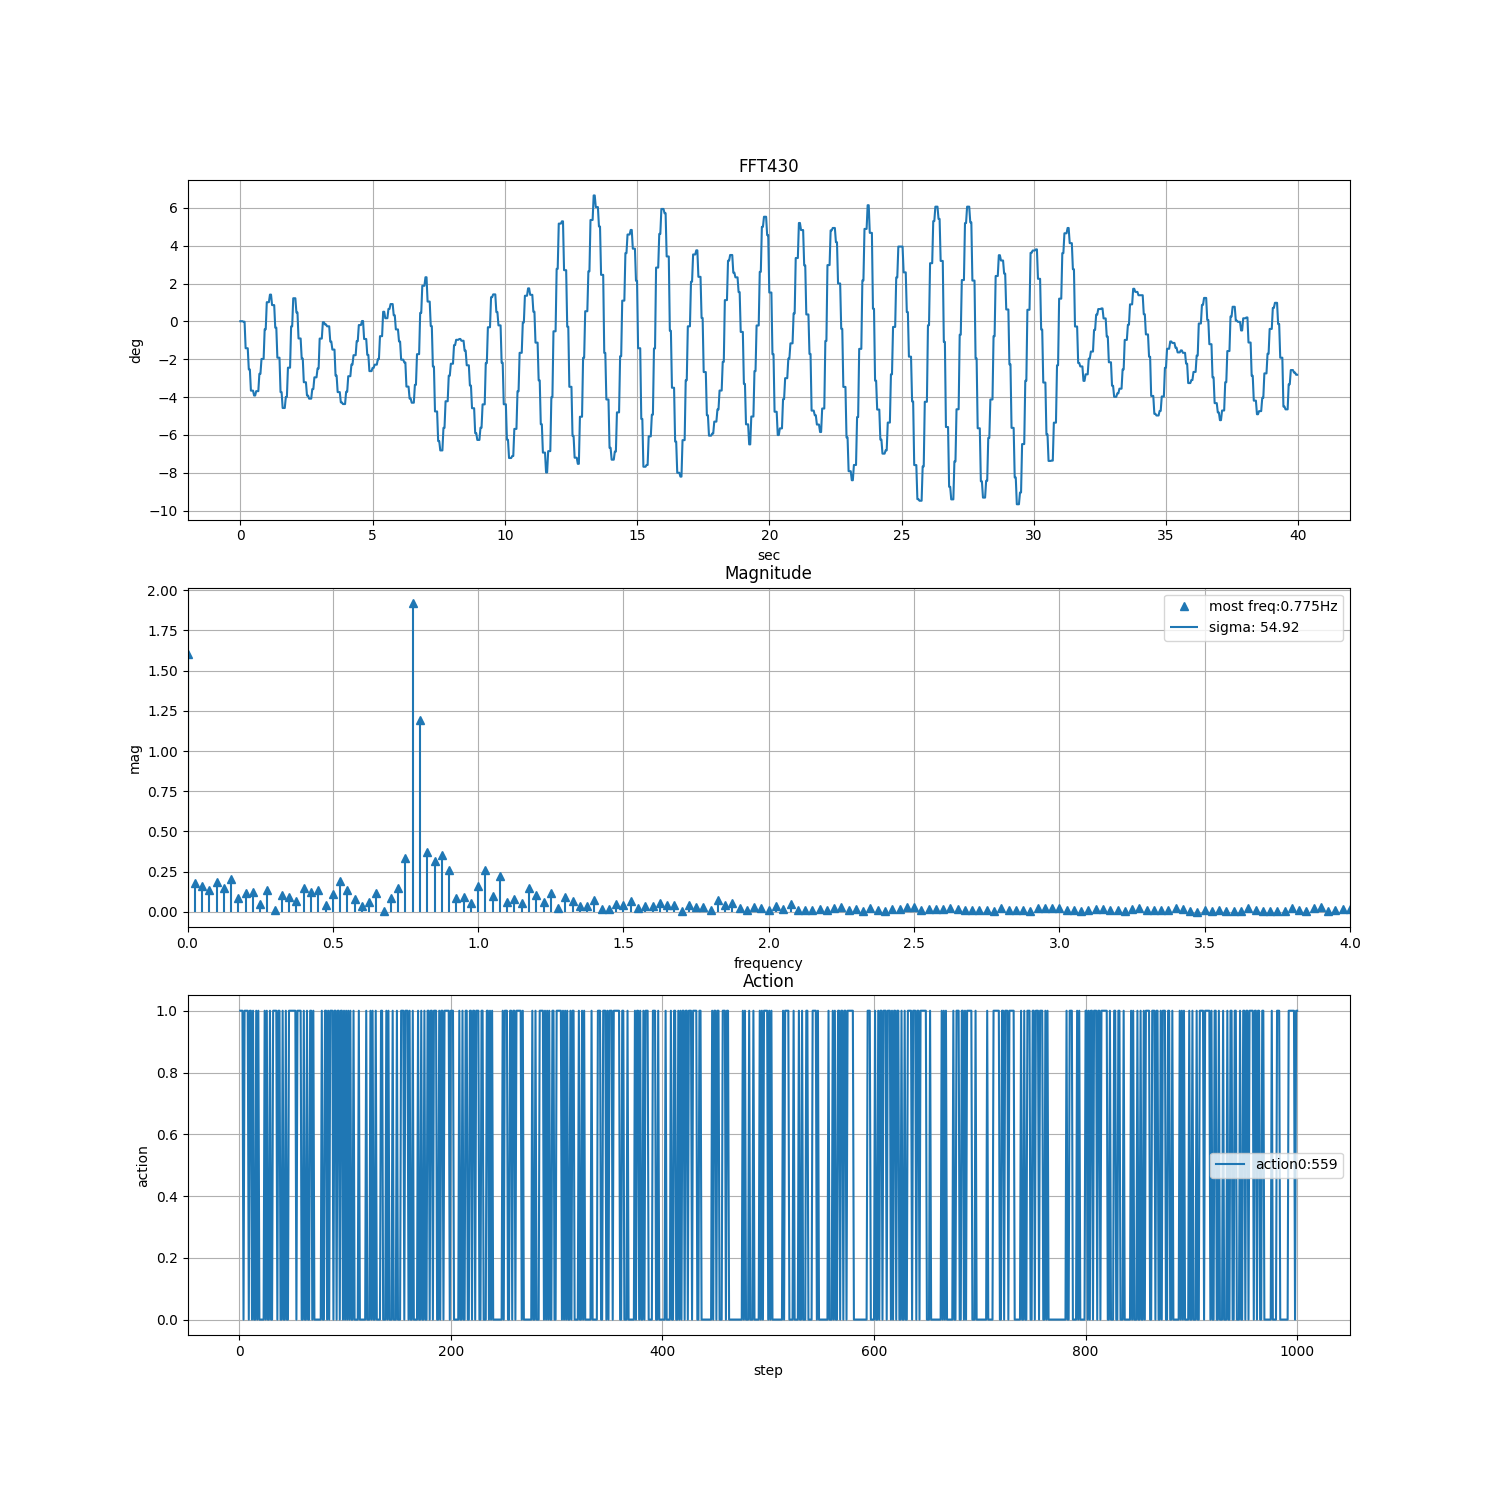 FFT430
6
4
2
0
−2
−4
−6
−8
−10
deg
0 5 10 15 20 25 30 35 40
sec
Magnitude
2.00
1.75
1.50
1.25
1.00
0.75
0.50
0.25
0.00
mag
most freq:0.775Hz
sigma: 54.92
0.0 0.5 1.0 1.5 2.0 2.5 3.0 3.5 4.0
frequency
Action
1.0
0.8
0.6
0.4
0.2
0.0
action
action0:559
0 200 400 600 800 1000
step